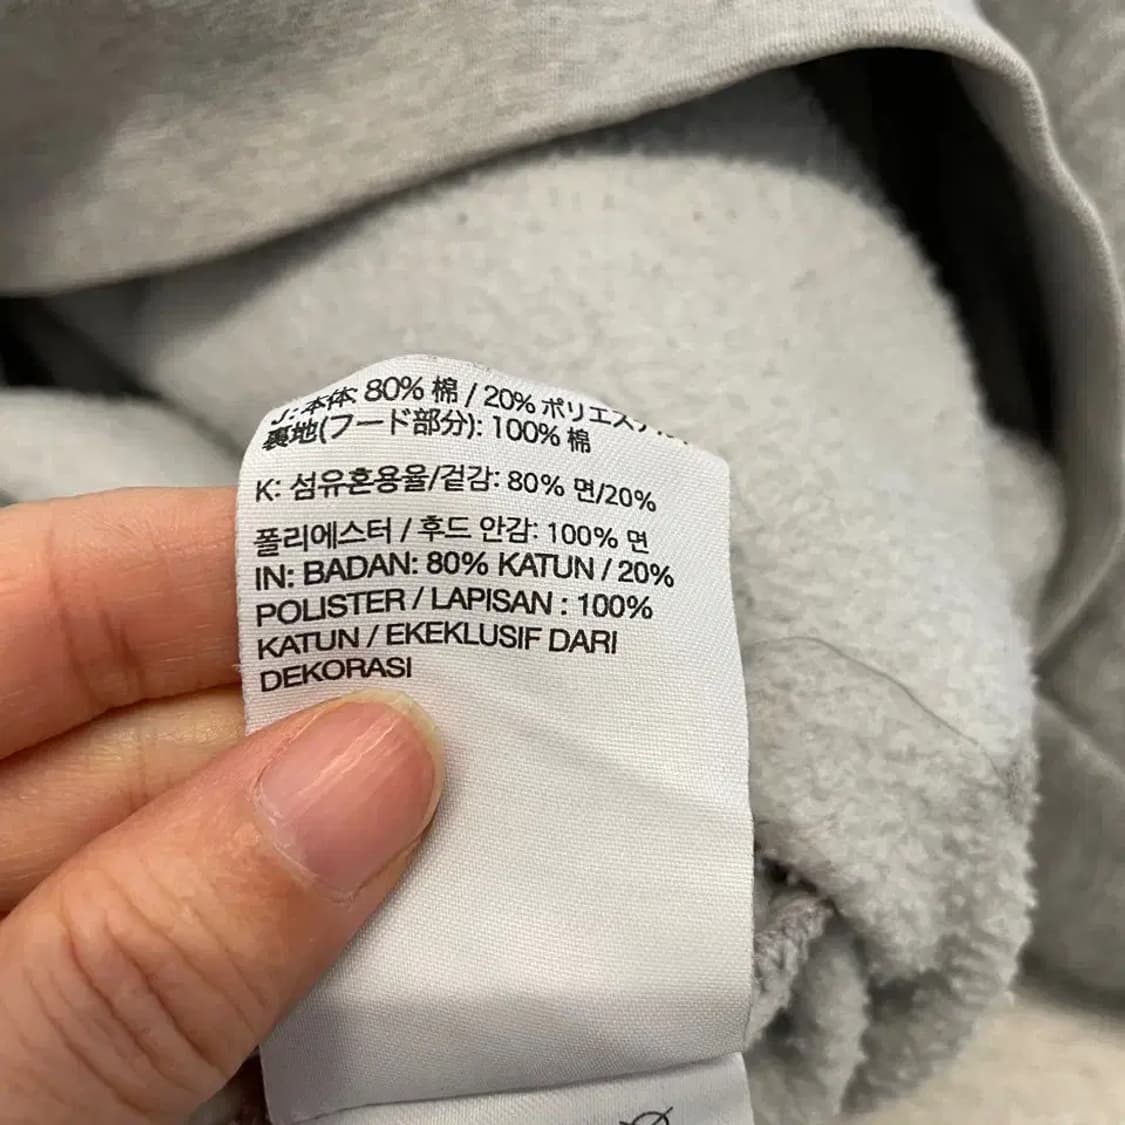 J: 本体: 80% 棉 / 20% ポリエステル
裏地(フード部分): 100% 棉
K: 섬유혼용율/겉감: 80% 면/20%
폴리에스터 / 후드 안감: 100% 면
IN: BADAN: 80% KATUN / 20%
POLISTER / LAPISAN : 100%
KATUN / EKEKLUSIF DARI
DEKORASI